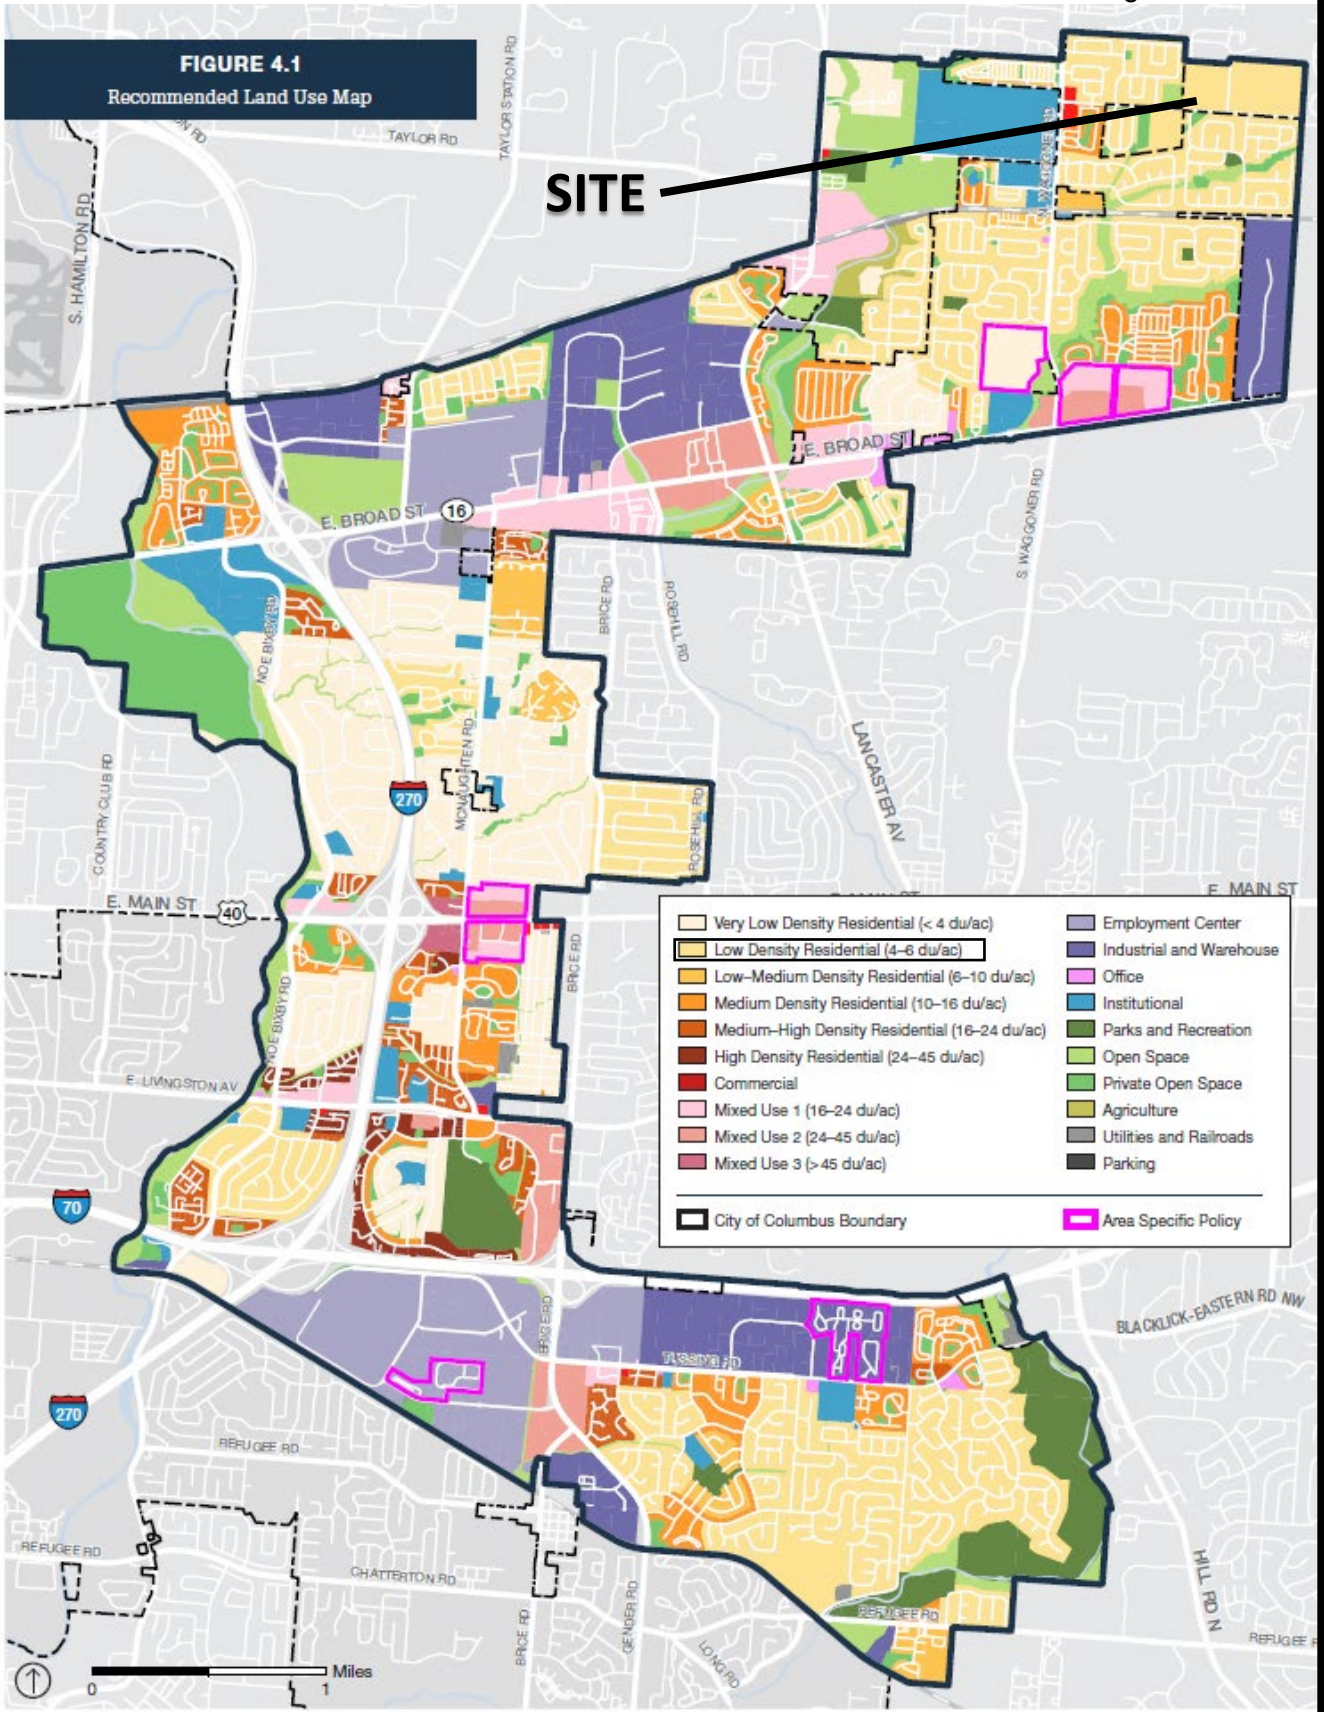 FIGURE 4.1
Recommended Land Use Map
TAYLOR STATION RD
TAYLOR RD
S. HAMILTON RD
SITE
N. WAGGONER RD
E. BROAD ST
E. BROAD ST
16
S. WAGGONER RD
NOE BIXBY RD
BRICE RD
ROSEHILL RD
MCNAUGHTEN RD
LANCASTER AV
COUNTRY CLUB RD
270
ROSEHILL RD
E. MAIN ST
40
E. MAIN ST
BRICE RD
NOE BIXBY RD
E. LIVINGSTON AV
Very Low Density Residential (< 4 du/ac)
Low Density Residential (4–6 du/ac)
Low–Medium Density Residential (6–10 du/ac)
Medium Density Residential (10–16 du/ac)
Medium–High Density Residential (16–24 du/ac)
High Density Residential (24–45 du/ac)
Commercial
Mixed Use 1 (16–24 du/ac)
Mixed Use 2 (24–45 du/ac)
Mixed Use 3 (>45 du/ac)
Employment Center
Industrial and Warehouse
Office
Institutional
Parks and Recreation
Open Space
Private Open Space
Agriculture
Utilities and Railroads
Parking
City of Columbus Boundary
Area Specific Policy
70
BRICE RD
BLACKLICK-EASTERN RD NW
TUSSING RD
270
REFUGEE RD
REFUGEE RD
CHATTERTON RD
BRICE RD
GENDER RD
LONG RD
REFUGEE RD
HILL RD N
REFUGEE
Miles
0
1